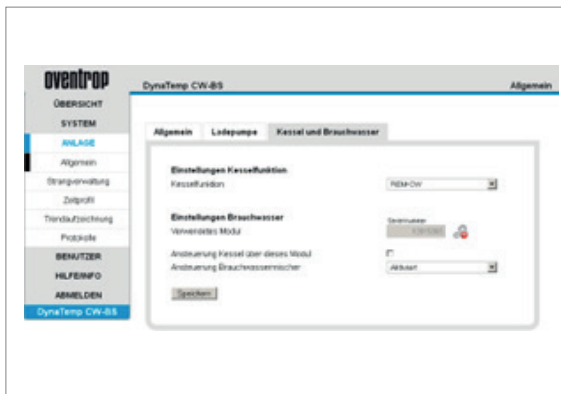 oventrop
DynaTemp CW-BS
Allgemein
ÜBERSICHT
SYSTEM
ANLAGE
Allgemein
Strangverwaltung
Zeitprofil
Trendaufzeichnung
Protokolle
BENUTZER
HILFE/INFO
ABMELDEN
DynaTemp CW-BS
Allgemein
Ladepumpe
Kessel und Brauchwasser
Einstellungen Kesselfunktion
Kesselfunktion
Einstellungen Brauchwasser
Seriennummer
Verwendetes Modul
Ansteuerung Kessel über dieses Modul
Ansteuerung Brauchwassermischer
Aktiviert
Speichern